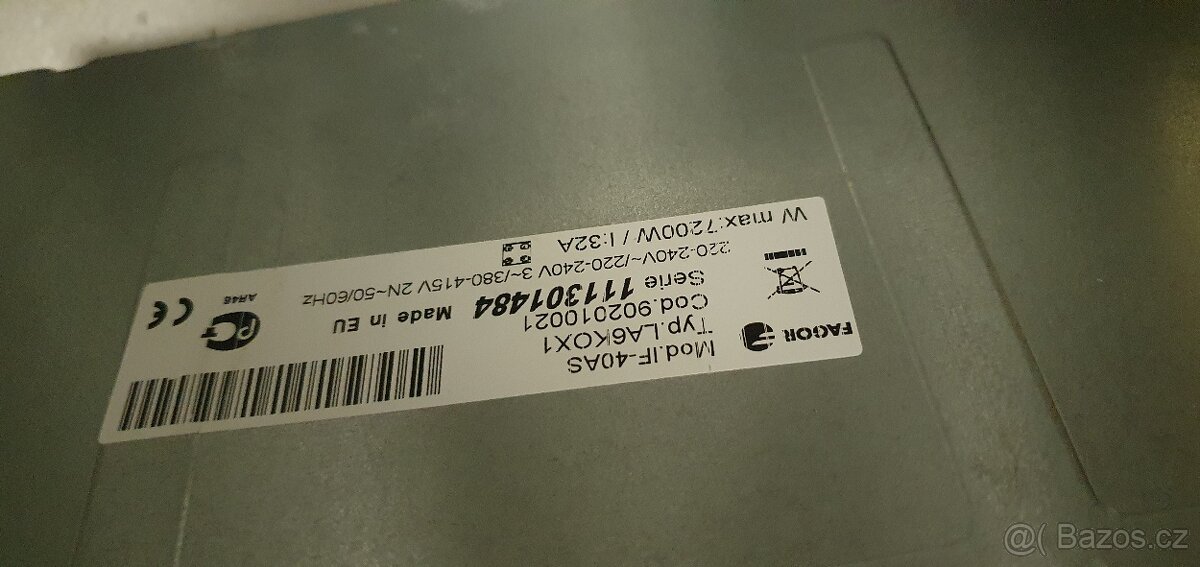 FAGOR
Mod.IF-40AS
Typ.LA6KOX1
Cod.902010021
Serie 111301484 Made in EU
220-240V~/220-240V 3~/380-415V 2N~50/60Hz
W max:7200W / I:32A
AR46
CE
@( Bazos.cz